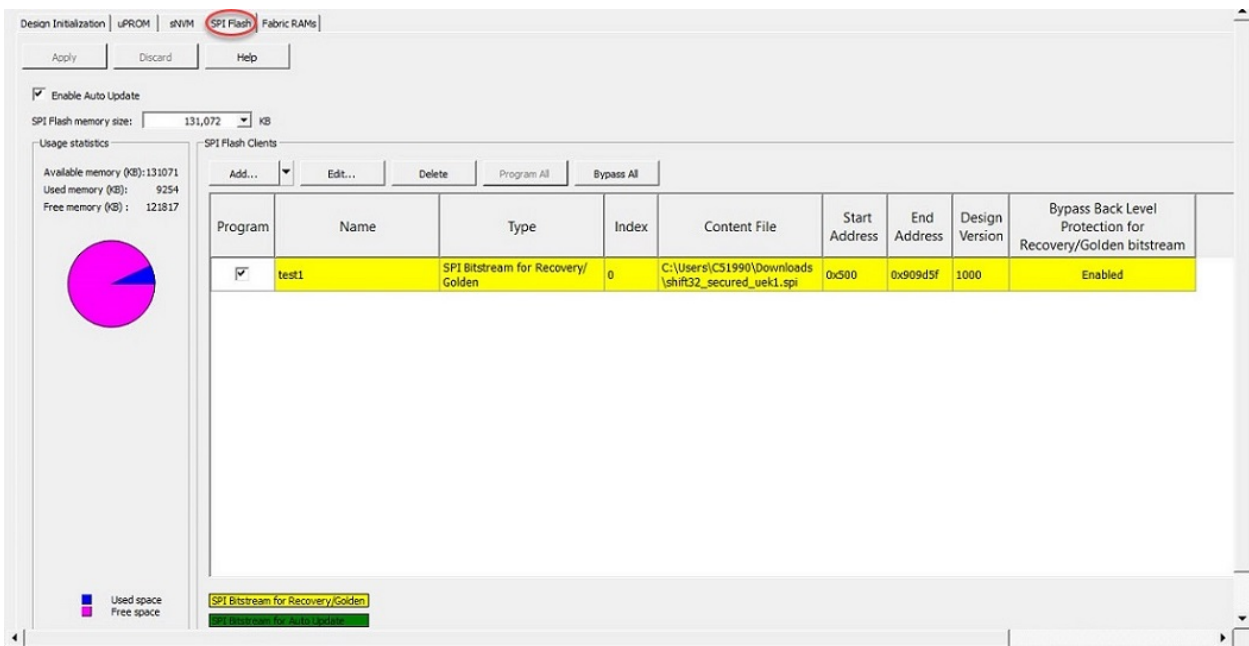 Design Initialization uPROM sNVM SPI Flash Fabric RAMs
Apply Discard Help
Enable Auto Update
SPI Flash memory size: 131,072 KB
Usage statistics
SPI Flash Clients
Available memory (KB):131071
Used memory (KB): 9254
Free memory (KB) : 121817
Add... Edit... Delete Program All Bypass All
Program Name Type Index Content File Start Address End Address Design Version Bypass Back Level Protection for Recovery/Golden bitstream
test1 SPI Bitstream for Recovery/ Golden 0 C:\Users\C51990\Downloads \shift32_secured_uek1.spi 0x500 0x909d5f 1000 Enabled
Used space
Free space
SPI Bitstream for Recovery/Golden
SPI Bitstream for Auto Update